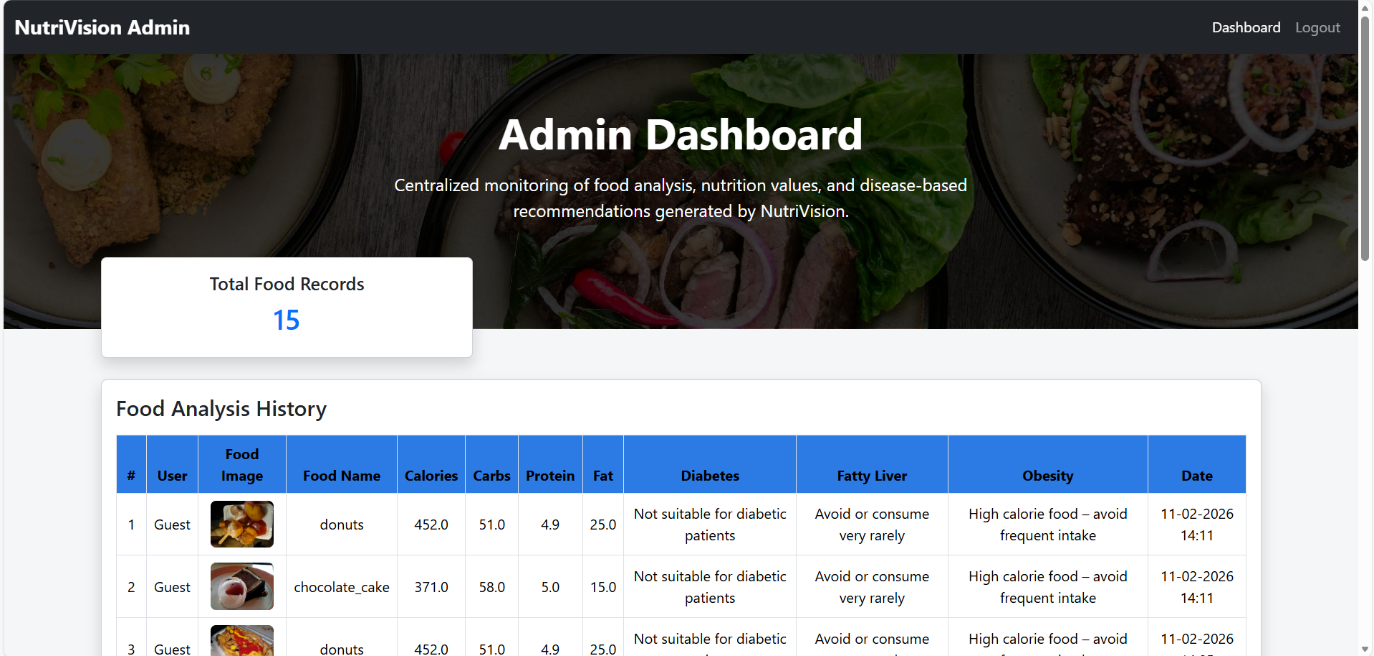 NutriVision Admin
Dashboard Logout
Admin Dashboard
Centralized monitoring of food analysis, nutrition values, and disease-based
recommendations generated by NutriVision.
Total Food Records
15
Food Analysis History
# User Food Image Food Name Calories Carbs Protein Fat Diabetes Fatty Liver Obesity Date
1 Guest donuts 452.0 51.0 4.9 25.0 Not suitable for diabetic patients Avoid or consume very rarely High calorie food – avoid frequent intake 11-02-2026 14:11
2 Guest chocolate_cake 371.0 58.0 5.0 15.0 Not suitable for diabetic patients Avoid or consume very rarely High calorie food – avoid frequent intake 11-02-2026 14:11
3 Guest donuts 452.0 51.0 4.9 25.0 Not suitable for diabetic Avoid or consume High calorie food – avoid 11-02-2026